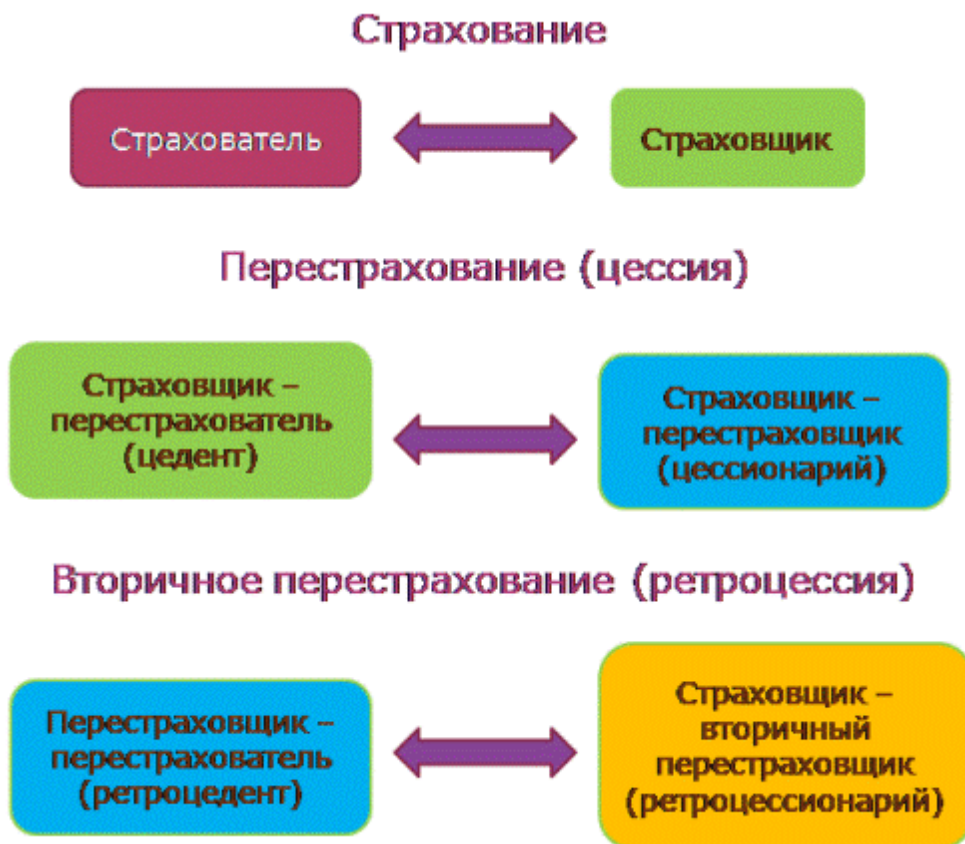 Страхование
Страхователь
Страховщик
Перестрахование (цессия)
Страховщик –
перестрахователь
(цедент)
Страховщик –
перестраховщик
(цессионарий)
Вторичное перестрахование (ретроцессия)
Перестраховщик –
перестрахователь
(ретроцедент)
Страховщик –
вторичный
перестраховщик
(ретроцессионарий)